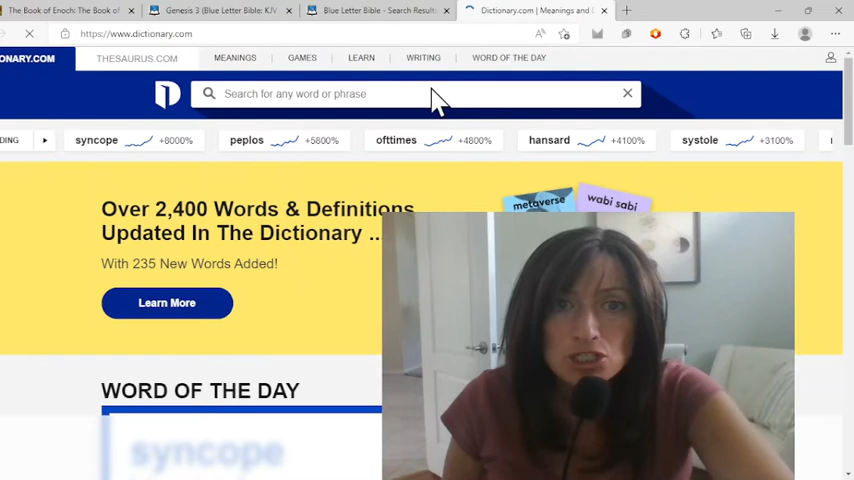 The Book of Enoch: The Book of
Genesis 3 (Blue Letter Bible: KJV
Blue Letter Bible - Search Results:
Dictionary.com | Meanings and
https://www.dictionary.com
ONARY.COM
THESAURUS.COM
MEANINGS
GAMES
LEARN
WRITING
WORD OF THE DAY
Search for any word or phrase
DING
syncope +8000%
peplos +5800%
ofttimes +4800%
hansard +4100%
systole +3100%
Over 2,400 Words & Definitions
Updated In The Dictionary ..
With 235 New Words Added!
Learn More
metaverse
wabi sabi
WORD OF THE DAY
syncope